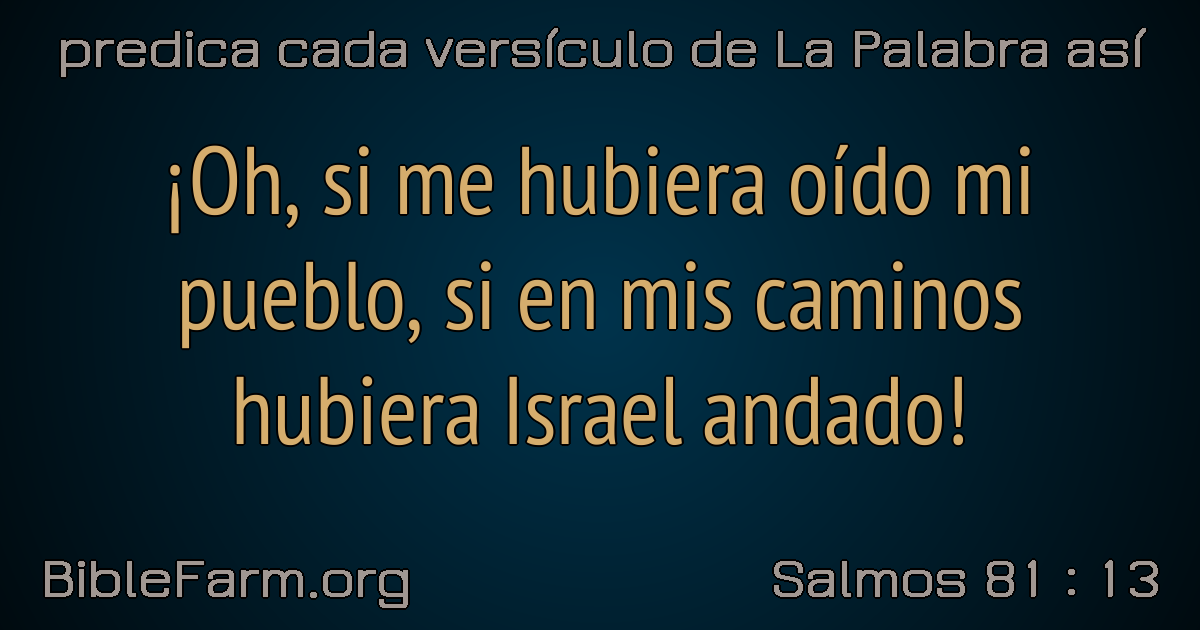 predica cada versículo de La Palabra así
¡Oh, si me hubiera oído mi
pueblo, si en mis caminos
hubiera Israel andado!
BibleFarm.org
Salmos 81 : 13